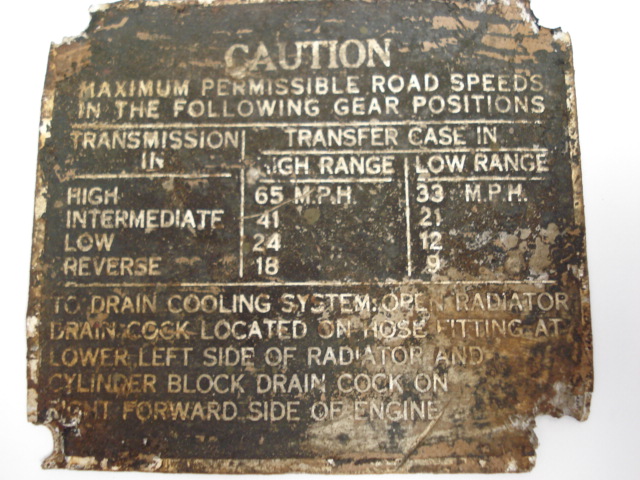 CAUTION
MAXIMUM PERMISSIBLE ROAD SPEEDS
IN THE FOLLOWING GEAR POSITIONS
TRANSMISSION IN TRANSFER CASE IN
HIGH RANGE LOW RANGE
HIGH 65 M.P.H. 33 M.P.H.
INTERMEDIATE 41 21
LOW 24 12
REVERSE 18 9
TO DRAIN COOLING SYSTEM: OPEN RADIATOR
DRAIN COCK LOCATED ON HOSE FITTING AT
LOWER LEFT SIDE OF RADIATOR AND
CYLINDER BLOCK DRAIN COCK ON
RIGHT FORWARD SIDE OF ENGINE